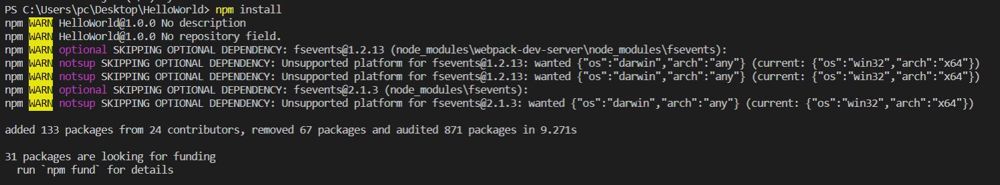 PS C:\Users\pc\Desktop\HelloWorld> npm install
npm WARN HelloWorld@1.0.0 No description
npm WARN HelloWorld@1.0.0 No repository field.
npm WARN optional SKIPPING OPTIONAL DEPENDENCY: fsevents@1.2.13 (node_modules\webpack-dev-server\node_modules\fsevents):
npm WARN notsup SKIPPING OPTIONAL DEPENDENCY: Unsupported platform for fsevents@1.2.13: wanted {"os":"darwin","arch":"any"} (current: {"os":"win32","arch":"x64"})
npm WARN notsup SKIPPING OPTIONAL DEPENDENCY: Unsupported platform for fsevents@1.2.13: wanted {"os":"darwin","arch":"any"} (current: {"os":"win32","arch":"x64"})
npm WARN optional SKIPPING OPTIONAL DEPENDENCY: fsevents@2.1.3 (node_modules\fsevents):
npm WARN notsup SKIPPING OPTIONAL DEPENDENCY: Unsupported platform for fsevents@2.1.3: wanted {"os":"darwin","arch":"any"} (current: {"os":"win32","arch":"x64"})
added 133 packages from 24 contributors, removed 67 packages and audited 871 packages in 9.271s
31 packages are looking for funding
run `npm fund` for details